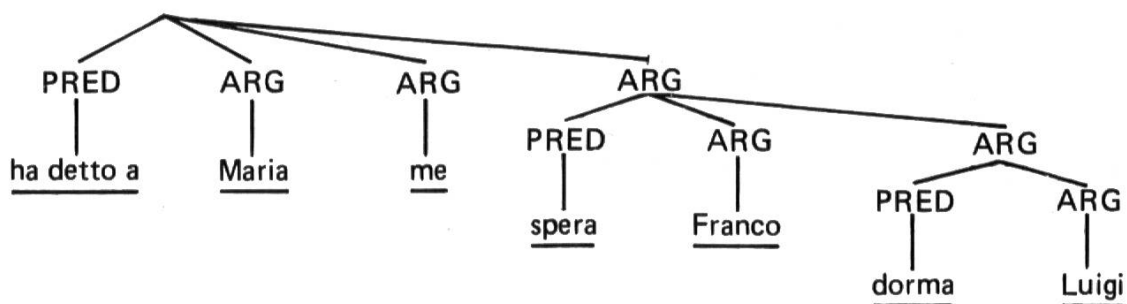 PRED ARG ARG ARG
ha detto a Maria me PRED ARG ARG
spera Franco PRED ARG
dorma Luigi